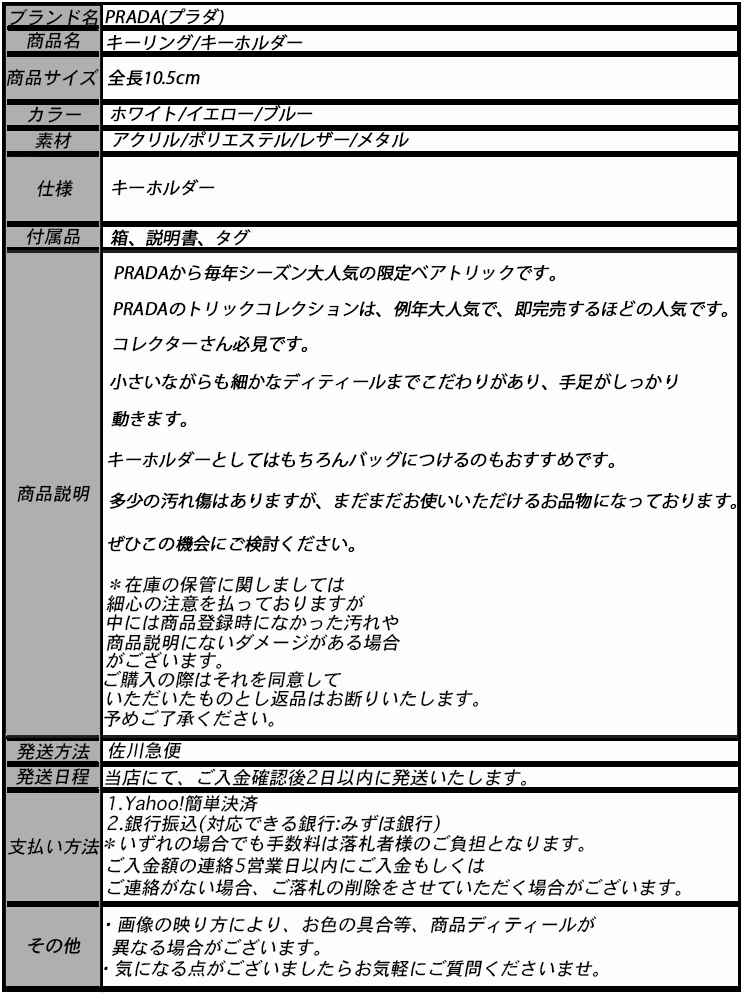 ブランド名 PRADA(プラダ)
商品名 キーリング/キーホルダー
商品サイズ 全長10.5cm
カラー ホワイト/イエロー/ブルー
素材 アクリル/ポリエステル/レザー/メタル
仕様 キーホルダー
付属品 箱、説明書、タグ
商品説明
PRADAから毎年シーズン大人気の限定ベアトリックです。
PRADAのトリックコレクションは、例年大人気で、即完売するほどの人気です。
コレクターさん必見です。
小さいながらも細かなディティールまでこだわりがあり、手足がしっかり
動きます。
キーホルダーとしてはもちろんバッグにつけるのもおすすめです。
多少の汚れ傷はありますが、まだまだお使いいただけるお品物になっております。
ぜひこの機会にご検討ください。
＊在庫の保管に関しましては
細心の注意を払っておりますが
中には商品登録時になかった汚れや
商品説明にないダメージがある場合
がございます。
ご購入の際はそれを同意して
いただいたものとし返品はお断りいたします。
予めご了承ください。
発送方法 佐川急便
発送日程 当店にて、ご入金確認後2日以内に発送いたします。
支払い方法
1.Yahoo!簡単決済
2.銀行振込(対応できる銀行:みずほ銀行)
＊いずれの場合でも手数料は落札者様のご負担となります。
ご入金額の連絡5営業日以内にご入金もしくは
ご連絡がない場合、ご落札の削除をさせていただく場合がございます。
その他
・画像の映り方により、お色の具合等、商品ディティールが
異なる場合がございます。
・気になる点がございましたらお気軽にご質問くださいませ。